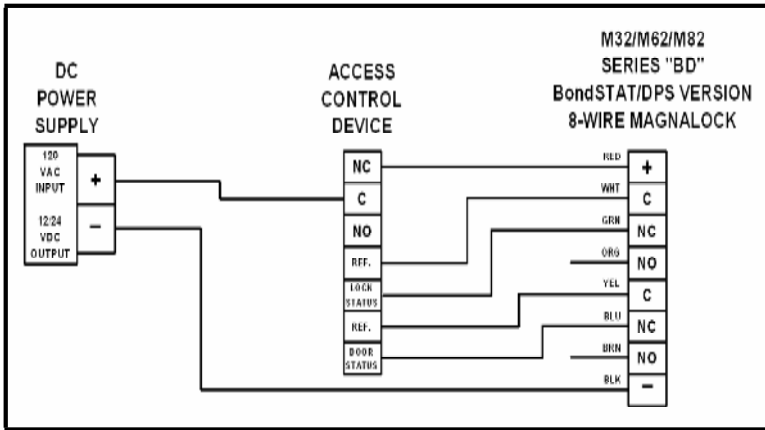 M32/M62/M82
SERIES "BD"
BondSTAT/DPS VERSION
8-WIRE MAGNALOCK
DC
POWER
SUPPLY
ACCESS
CONTROL
DEVICE
120
VAC
INPUT
+
12/24
VDC
OUTPUT
−
NC
C
NO
REF.
LOCK
STATUS
REF.
DOOR
STATUS
RED
+
WHT
C
GRN
NC
ORG
NO
YEL
C
BLU
NC
BRN
NO
BLK
−